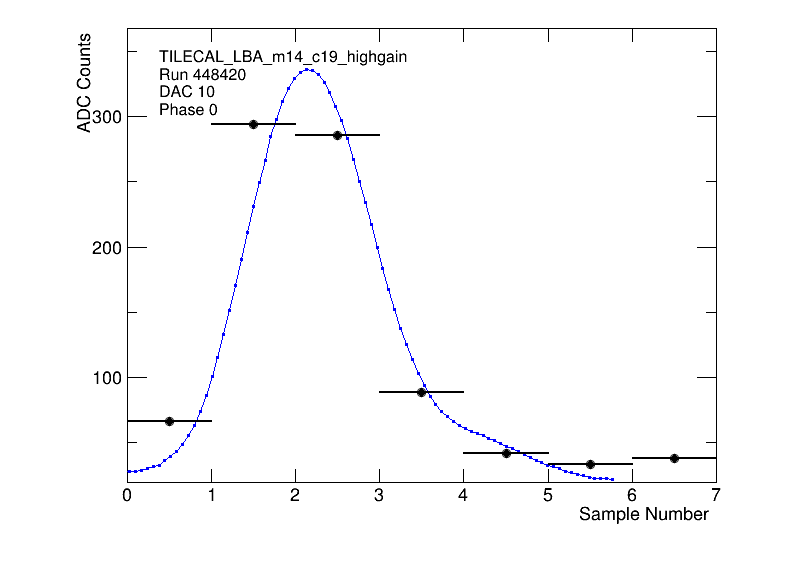 TILECAL_LBA_m14_c19_highgain
Run 448420
DAC 10
Phase 0
ADC Counts
300
200
100
0 1 2 3 4 5 6 7
Sample Number